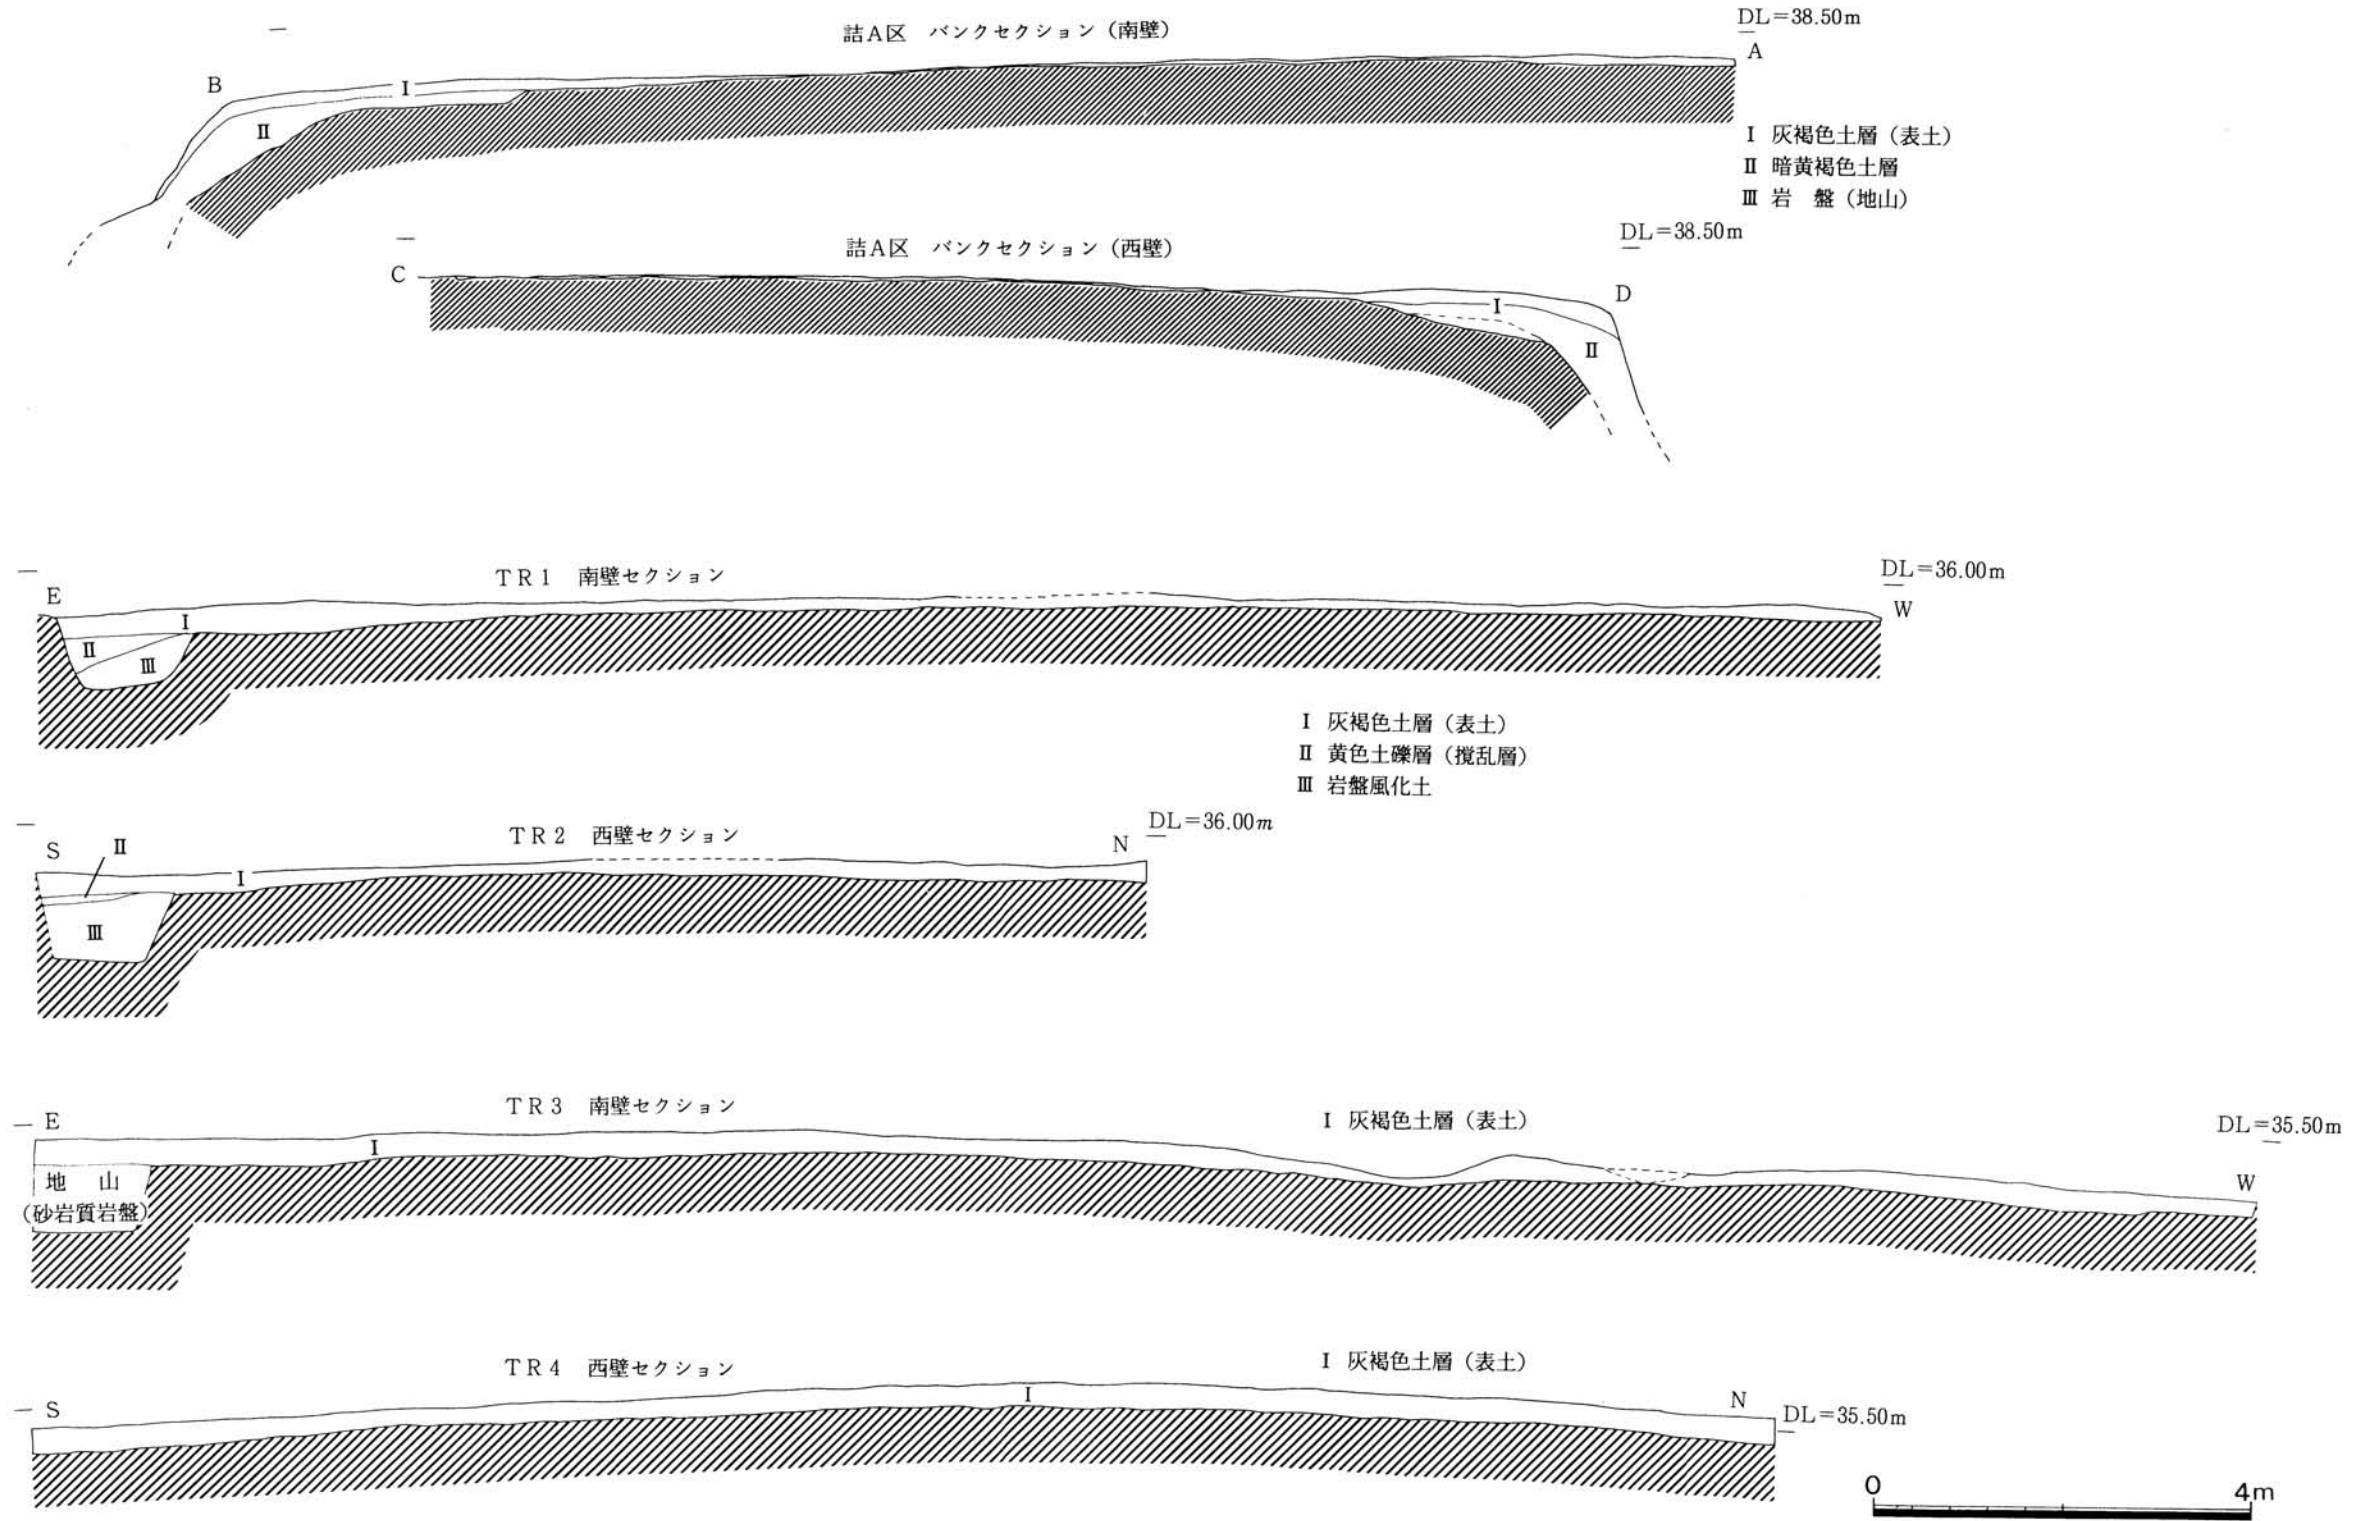 詰A区 バンクセクション（南壁）
DL=38.50m
B
I
II
A
I 灰褐色土層（表土）
II 暗黄褐色土層
III 岩 盤（地山）
詰A区 バンクセクション（西壁）
DL=38.50m
C
I
II
D
TR1 南壁セクション
DL=36.00m
E
I
II
III
W
I 灰褐色土層（表土）
II 黄色土礫層（撹乱層）
III 岩盤風化土
TR2 西壁セクション
DL=36.00m
S
II
I
III
N
TR3 南壁セクション
I 灰褐色土層（表土）
DL=35.50m
E
I
地 山
（砂岩質岩盤）
W
TR4 西壁セクション
I 灰褐色土層（表土）
S
I
N
DL=35.50m
0
4m